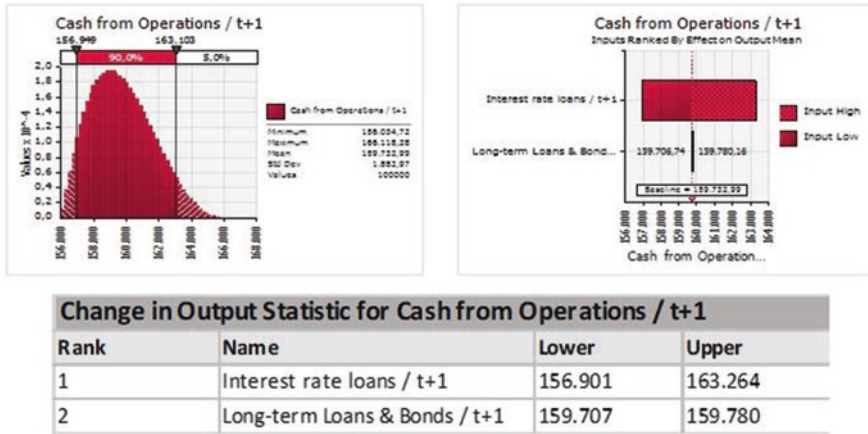 Cash from Operations / t+1
156.949 163.103
90,0% 5,0%
2,0
1,8
1,6
1,4
1,2
1,0
0,8
0,6
0,4
0,2
0,0
Values x 10^-4
156.000
158.000
160.000
162.000
164.000
166.000
168.000
Cash from Operations / t+1
Minimum 156.034,72
Maximum 166.118,28
Mean 159.732,99
Std Dev
Values 100000
Cash from Operations / t+1
Inputs Ranked By Effect on Output Mean
Interest rate loans / t+1
Long-term Loans & Bond...
159.706,74 159.780,16
Baseline = 159.732,99
156.000
157.000
158.000
159.000
160.000
161.000
162.000
163.000
164.000
Cash from Operation...
Input High
Input Low
Change in Output Statistic for Cash from Operations / t+1
Rank Name Lower Upper
1 Interest rate loans / t+1 156.901 163.264
2 Long-term Loans & Bonds / t+1 159.707 159.780